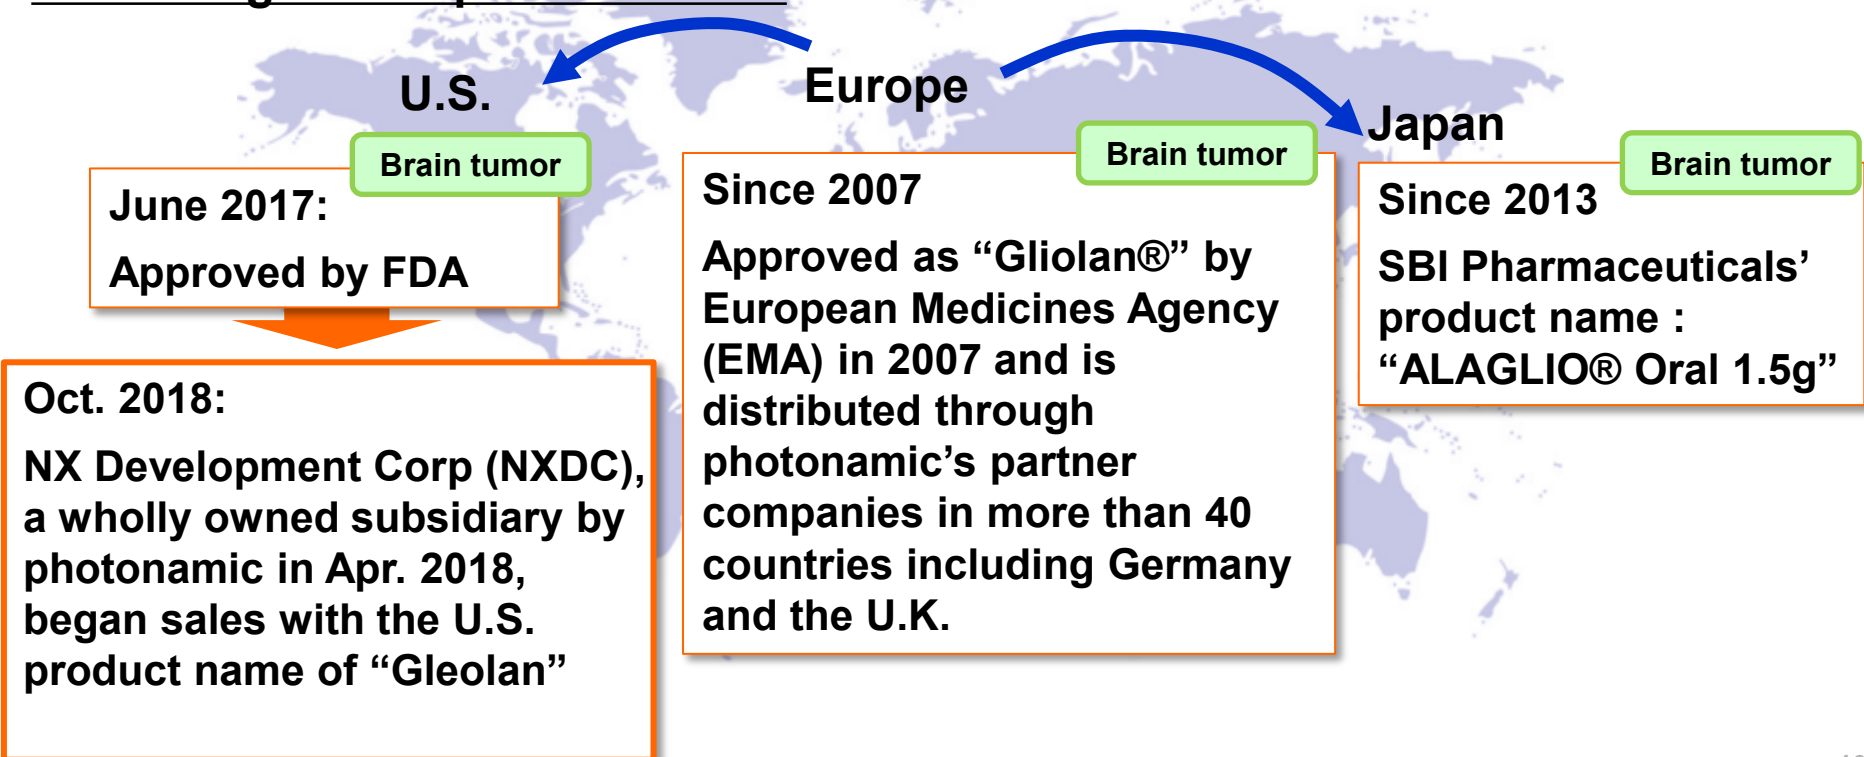 U.S.
Brain tumor
June 2017:
Approved by FDA
Oct. 2018:
NX Development Corp (NXDC),
a wholly owned subsidiary by
photonamic in Apr. 2018,
began sales with the U.S.
product name of “Gleolan”
Europe
Brain tumor
Since 2007
Approved as “Gliolan®” by
European Medicines Agency
(EMA) in 2007 and is
distributed through
photonamic’s partner
companies in more than 40
countries including Germany
and the U.K.
Japan
Brain tumor
Since 2013
SBI Pharmaceuticals’
product name :
“ALAGLIO® Oral 1.5g”